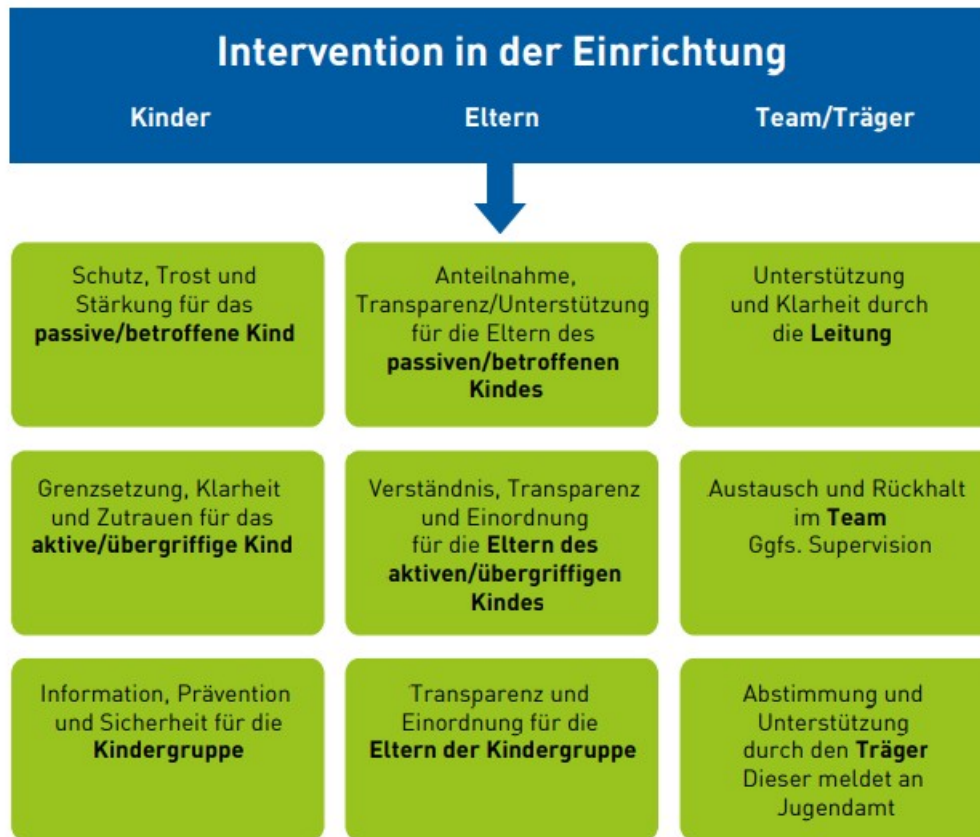 Intervention in der Einrichtung
Kinder
Eltern
Team/Träger
Schutz, Trost und
Stärkung für das
passive/betroffene Kind
Anteilnahme,
Transparenz/Unterstützung
für die Eltern des
passiven/betroffenen
Kindes
Unterstützung
und Klarheit durch
die Leitung
Grenzsetzung, Klarheit
und Zutrauen für das
aktive/übergriffige Kind
Verständnis, Transparenz
und Einordnung
für die Eltern des
aktiven/übergriffigen
Kindes
Austausch und Rückhalt
im Team
Ggfs. Supervision
Information, Prävention
und Sicherheit für die
Kindergruppe
Transparenz und
Einordnung für die
Eltern der Kindergruppe
Abstimmung und
Unterstützung
durch den Träger
Dieser meldet an
Jugendamt